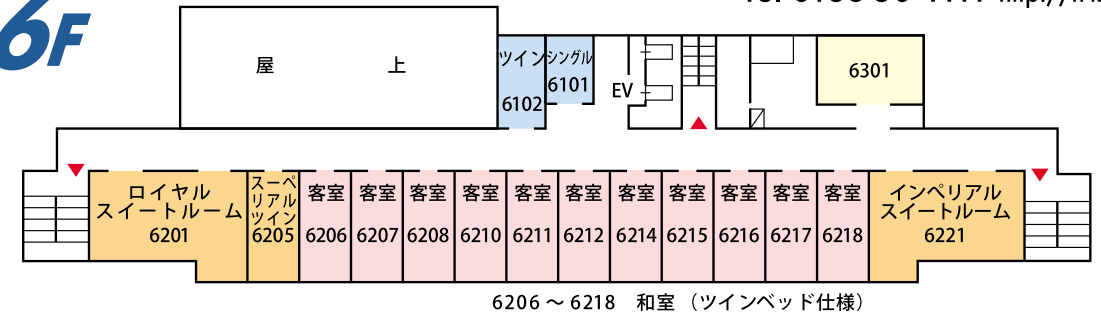 6F
屋 上
ツイン
6102
シングル
6101
EV
6301
ロイヤル
スイートルーム
6201
スーペ
リアル
ツイン
6205
客室
6206
客室
6207
客室
6208
客室
6210
客室
6211
客室
6212
客室
6214
客室
6215
客室
6216
客室
6217
客室
6218
インペリアル
スイートルーム
6221
6206～6218 和室（ツインベッド仕様）